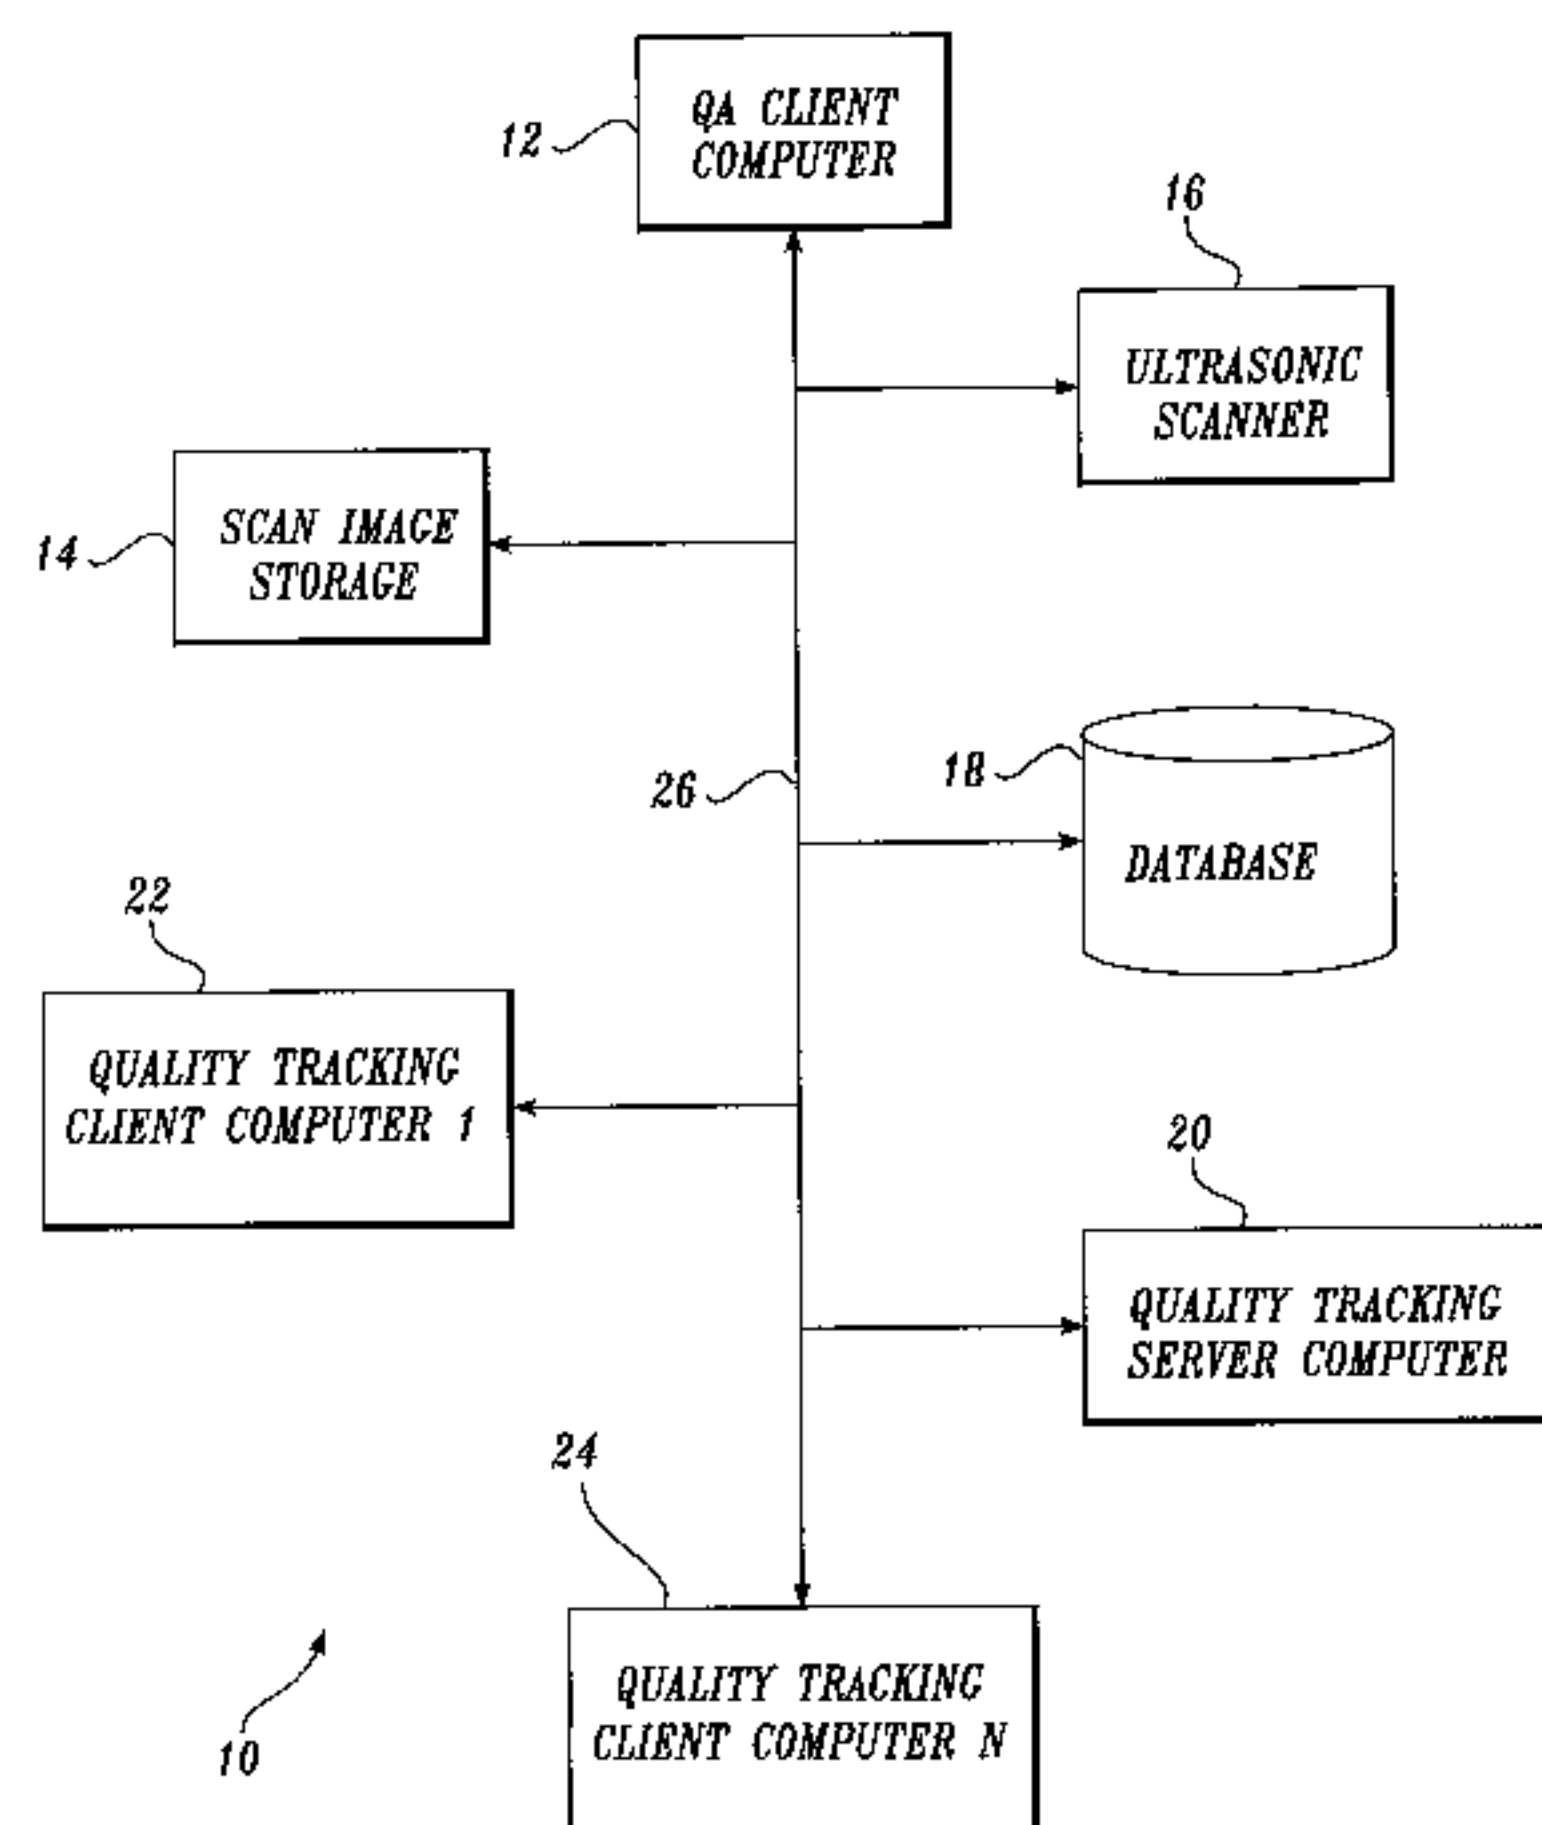 QA CLIENT
COMPUTER
12
16
ULTRASONIC
SCANNER
SCAN IMAGE
STORAGE
14
18
26
DATABASE
22
QUALITY TRACKING
CLIENT COMPUTER 1
20
QUALITY TRACKING
SERVER COMPUTER
24
QUALITY TRACKING
CLIENT COMPUTER N
10